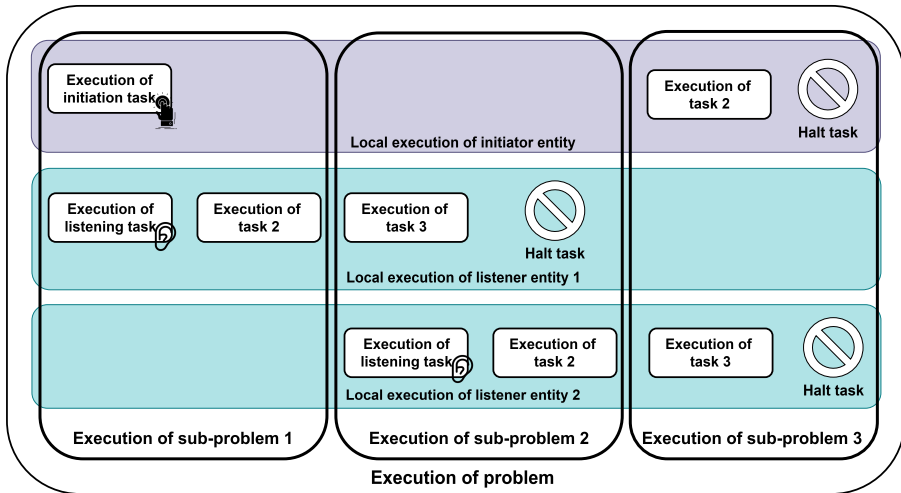 Execution of
initiation task
Execution of
task 2
Halt task
Local execution of initiator entity
Execution of
listening task
Execution of
task 2
Execution of
task 3
Halt task
Local execution of listener entity 1
Execution of
listening task
Execution of
task 2
Execution of
task 3
Halt task
Local execution of listener entity 2
Execution of sub-problem 1
Execution of sub-problem 2
Execution of sub-problem 3
Execution of problem